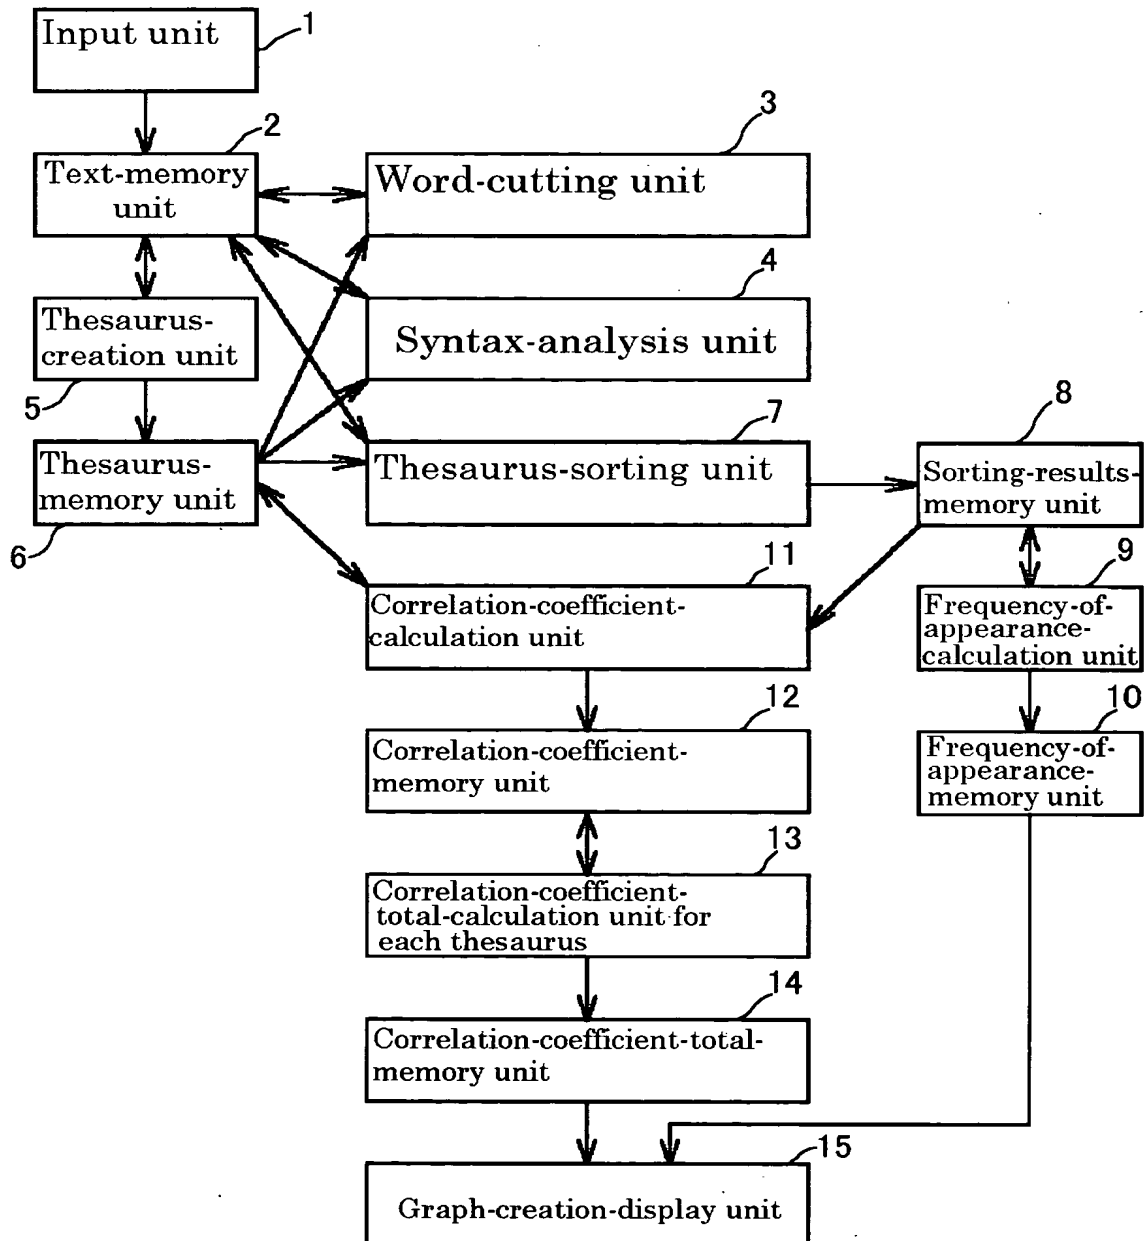 Input unit
1
2
Text-memory
unit
3
Word-cutting unit
4
Syntax-analysis unit
Thesaurus-
creation unit
5
7
Thesaurus-sorting unit
8
Sorting-results-
memory unit
Thesaurus-
memory unit
6
11
Correlation-coefficient-
calculation unit
9
Frequency-of-
appearance-
calculation unit
12
Correlation-coefficient-
memory unit
10
Frequency-of-
appearance-
memory unit
13
Correlation-coefficient-
total-calculation unit for
each thesaurus
14
Correlation-coefficient-total-
memory unit
15
Graph-creation-display unit